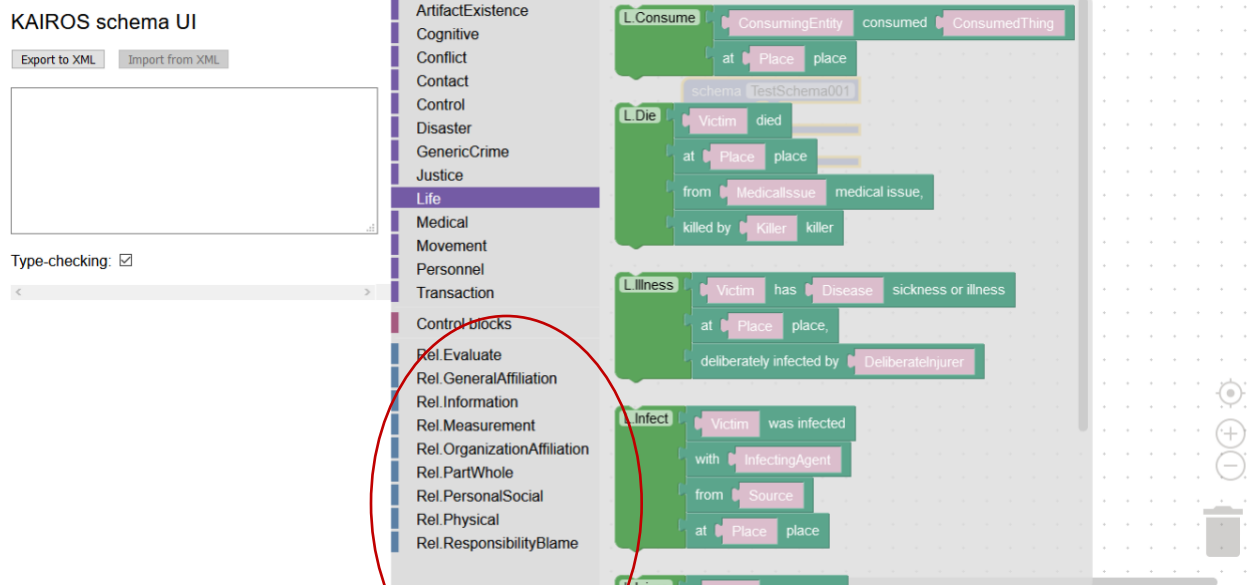 KAIROS schema UI
Export to XML
Import from XML
Type-checking:
ArtifactExistence
Cognitive
Conflict
Contact
Control
Disaster
GenericCrime
Justice
Life
Medical
Movement
Personnel
Transaction
Control blocks
Rel.Evaluate
Rel.GeneralAffiliation
Rel.Information
Rel.Measurement
Rel.OrganizationAffiliation
Rel.PartWhole
Rel.PersonalSocial
Rel.Physical
Rel.ResponsibilityBlame
L.Consume ConsumingEntity consumed ConsumedThing
at Place place
schema TestSchema001
L.Die Victim died
at Place place
from MedicalIssue medical issue,
killed by Killer killer
L.Illness Victim has Disease sickness or illness
at Place place,
deliberately infected by DeliberateInjurer
L.Infect Victim was infected
with InfectingAgent
from Source
at Place place